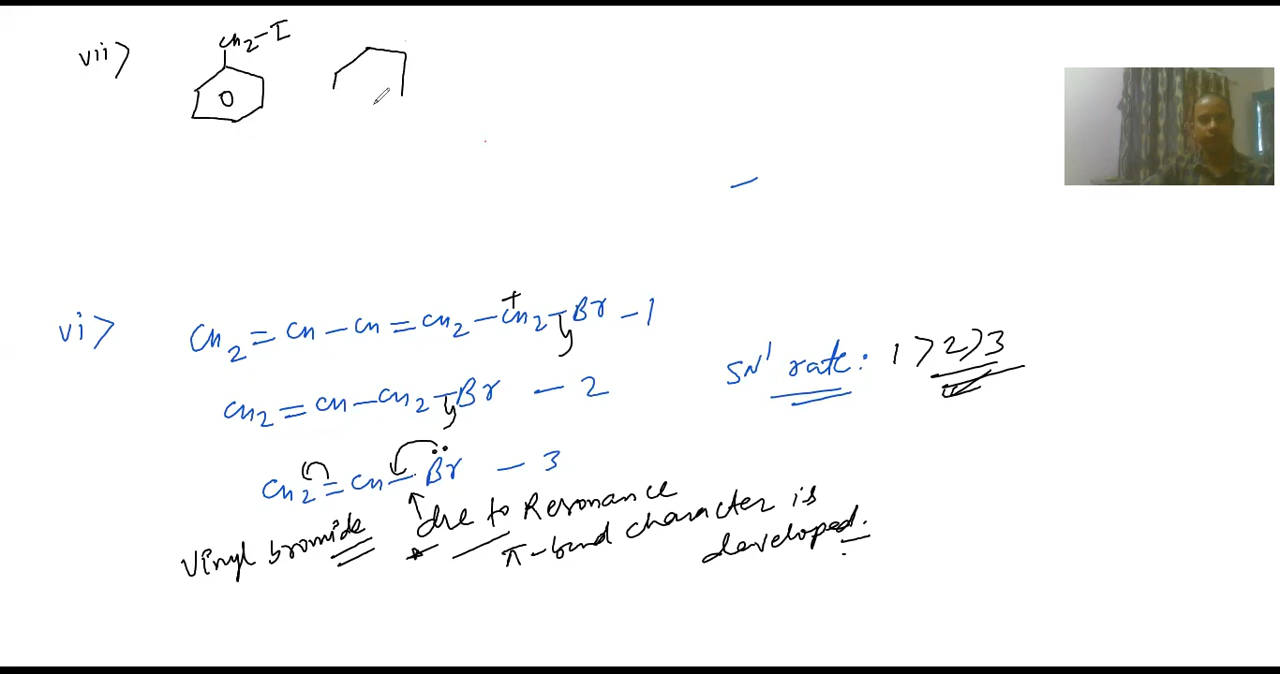 vii> CH2-I
vi> CH2=CH-CH=CH2-CH2-Br -1
+
CH2=CH-CH2-Br -2
SN1 rate: 1>2>3
CH2=CH-Br -3
Vinyl bromide due to Resonance
π-bond character is
developed.